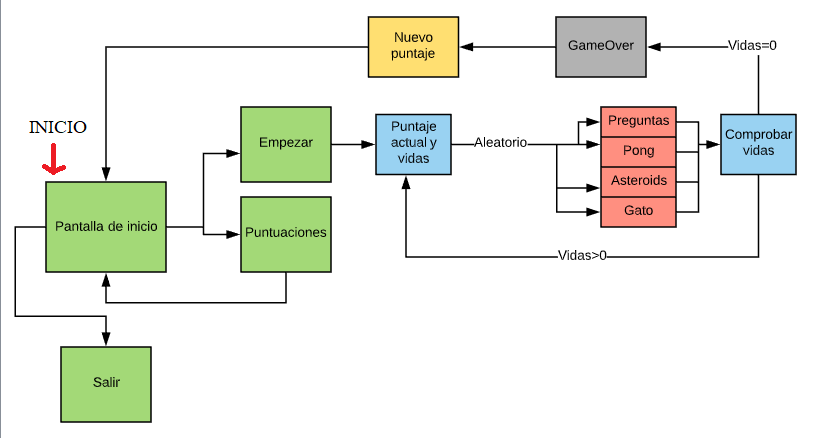 Nuevo
puntaje
GameOver
Vidas=0
INICIO
Empezar
Puntaje
actual y
vidas
Aleatorio
Preguntas
Pong
Asteroids
Gato
Comprobar
vidas
Pantalla de inicio
Puntuaciones
Vidas>0
Salir